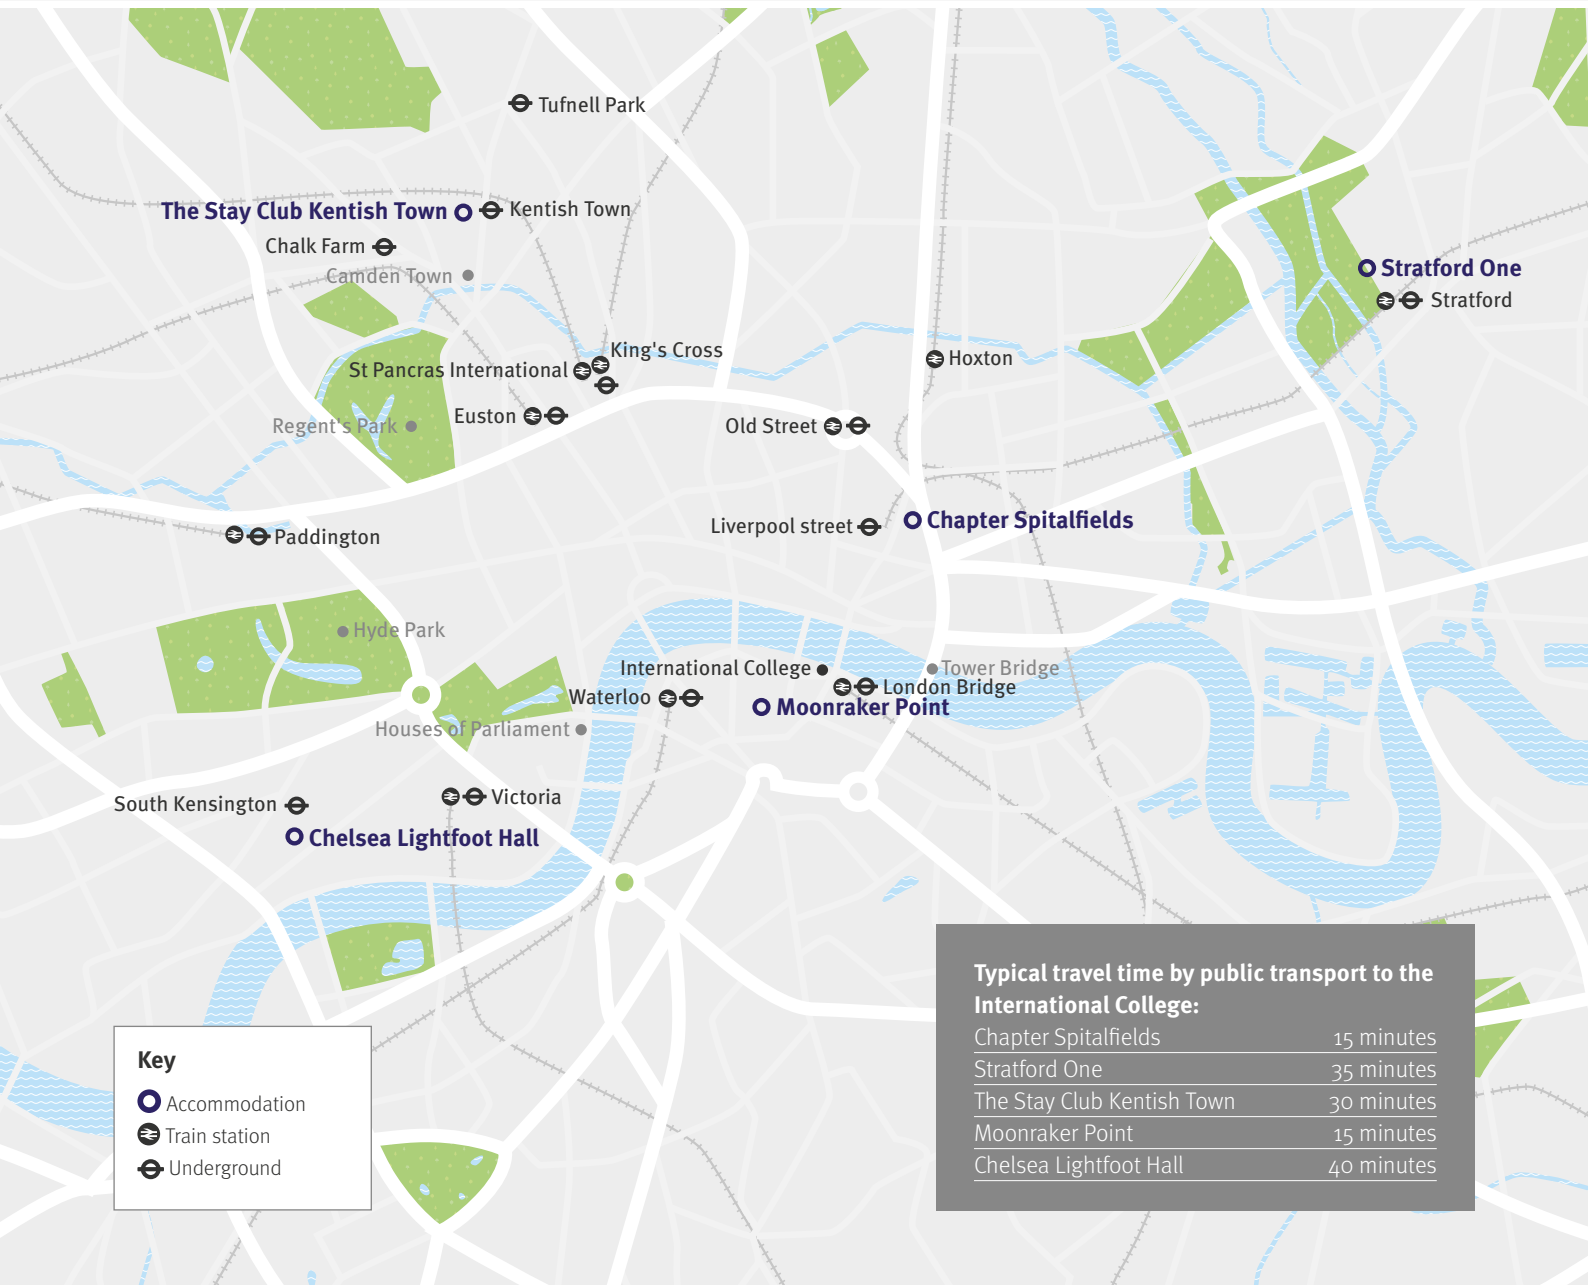 Tufnell Park
The Stay Club Kentish Town
Kentish Town
Chalk Farm
Camden Town
Stratford One
Stratford
King's Cross
St Pancras International
Hoxton
Euston
Regent's Park
Old Street
Liverpool street
Chapter Spitalfields
Paddington
Hyde Park
International College
Tower Bridge
London Bridge
Waterloo
Moonraker Point
Houses of Parliament
Victoria
South Kensington
Chelsea Lightfoot Hall
Typical travel time by public transport to the
International College:
Chapter Spitalfields 15 minutes
Stratford One 35 minutes
The Stay Club Kentish Town 30 minutes
Moonraker Point 15 minutes
Chelsea Lightfoot Hall 40 minutes
Key
Accommodation
Train station
Underground